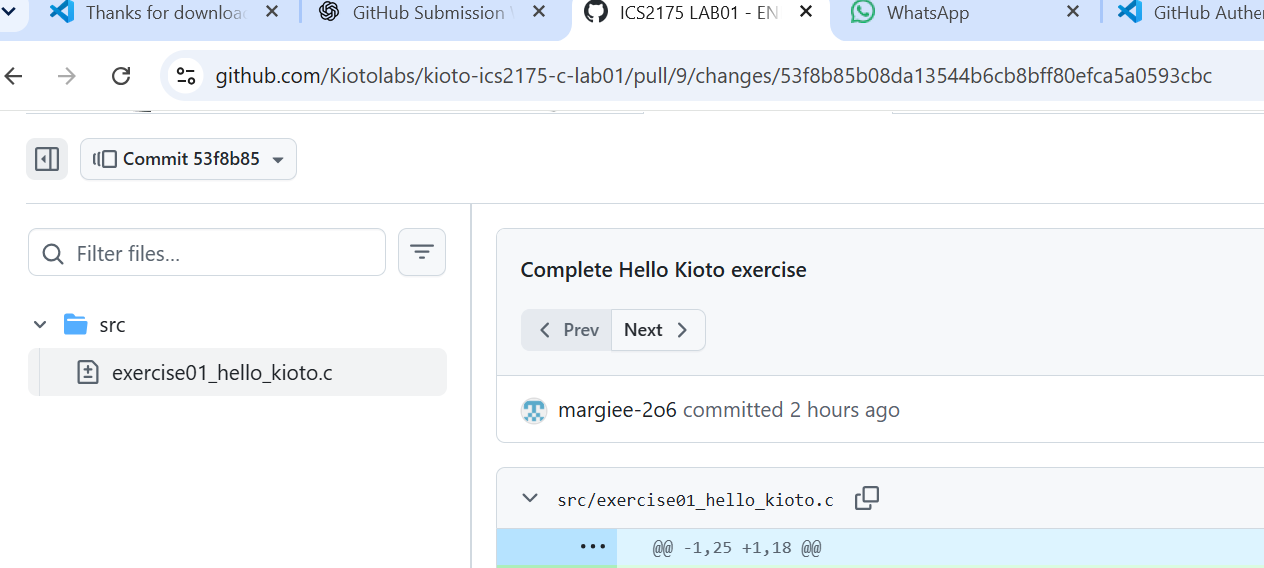 Thanks for downloa
GitHub Submission
ICS2175 LAB01 - EN
WhatsApp
GitHub Auther
github.com/Kiotolabs/kioto-ics2175-c-lab01/pull/9/changes/53f8b85b08da13544b6cb8bff80efca5a0593cbc
Commit 53f8b85
Filter files...
src
exercise01_hello_kioto.c
Complete Hello Kioto exercise
Prev Next
margiee-2o6 committed 2 hours ago
src/exercise01_hello_kioto.c
@@ -1,25 +1,18 @@